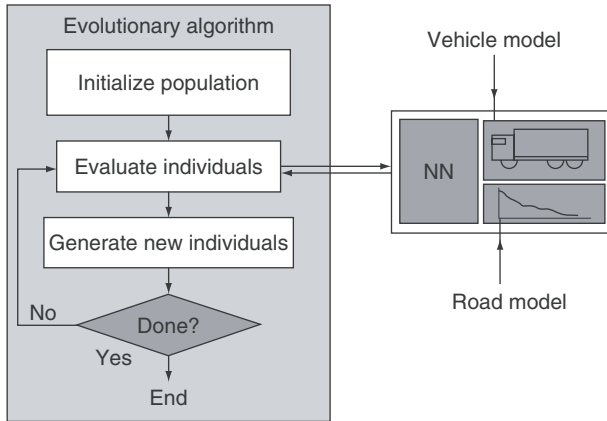 Evolutionary algorithm
Initialize population
Evaluate individuals
Generate new individuals
Done?
No
Yes
End
Vehicle model
NN
Road model